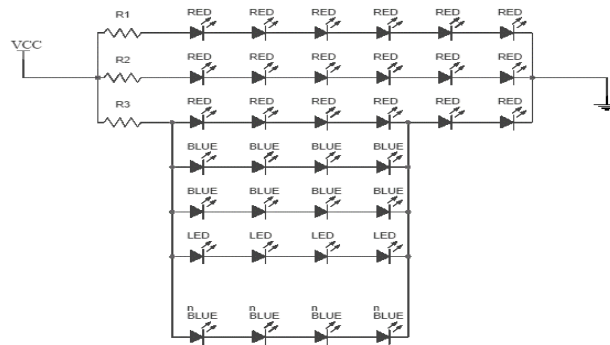 R1 RED RED RED RED RED RED
VCC
R2 RED RED RED RED RED RED
R3 RED RED RED RED RED RED
BLUE BLUE BLUE BLUE
BLUE BLUE BLUE BLUE
LED LED LED LED
n n n n
BLUE BLUE BLUE BLUE